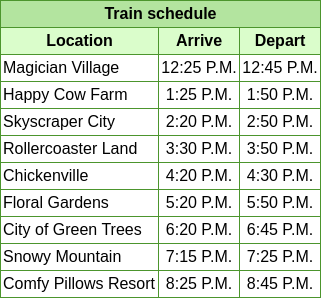 Train schedule
Location Arrive Depart
Magician Village 12:25 P.M. 12:45 P.M.
Happy Cow Farm 1:25 P.M. 1:50 P.M.
Skyscraper City 2:20 P.M. 2:50 P.M.
Rollercoaster Land 3:30 P.M. 3:50 P.M.
Chickenville 4:20 P.M. 4:30 P.M.
Floral Gardens 5:20 P.M. 5:50 P.M.
City of Green Trees 6:20 P.M. 6:45 P.M.
Snowy Mountain 7:15 P.M. 7:25 P.M.
Comfy Pillows Resort 8:25 P.M. 8:45 P.M.